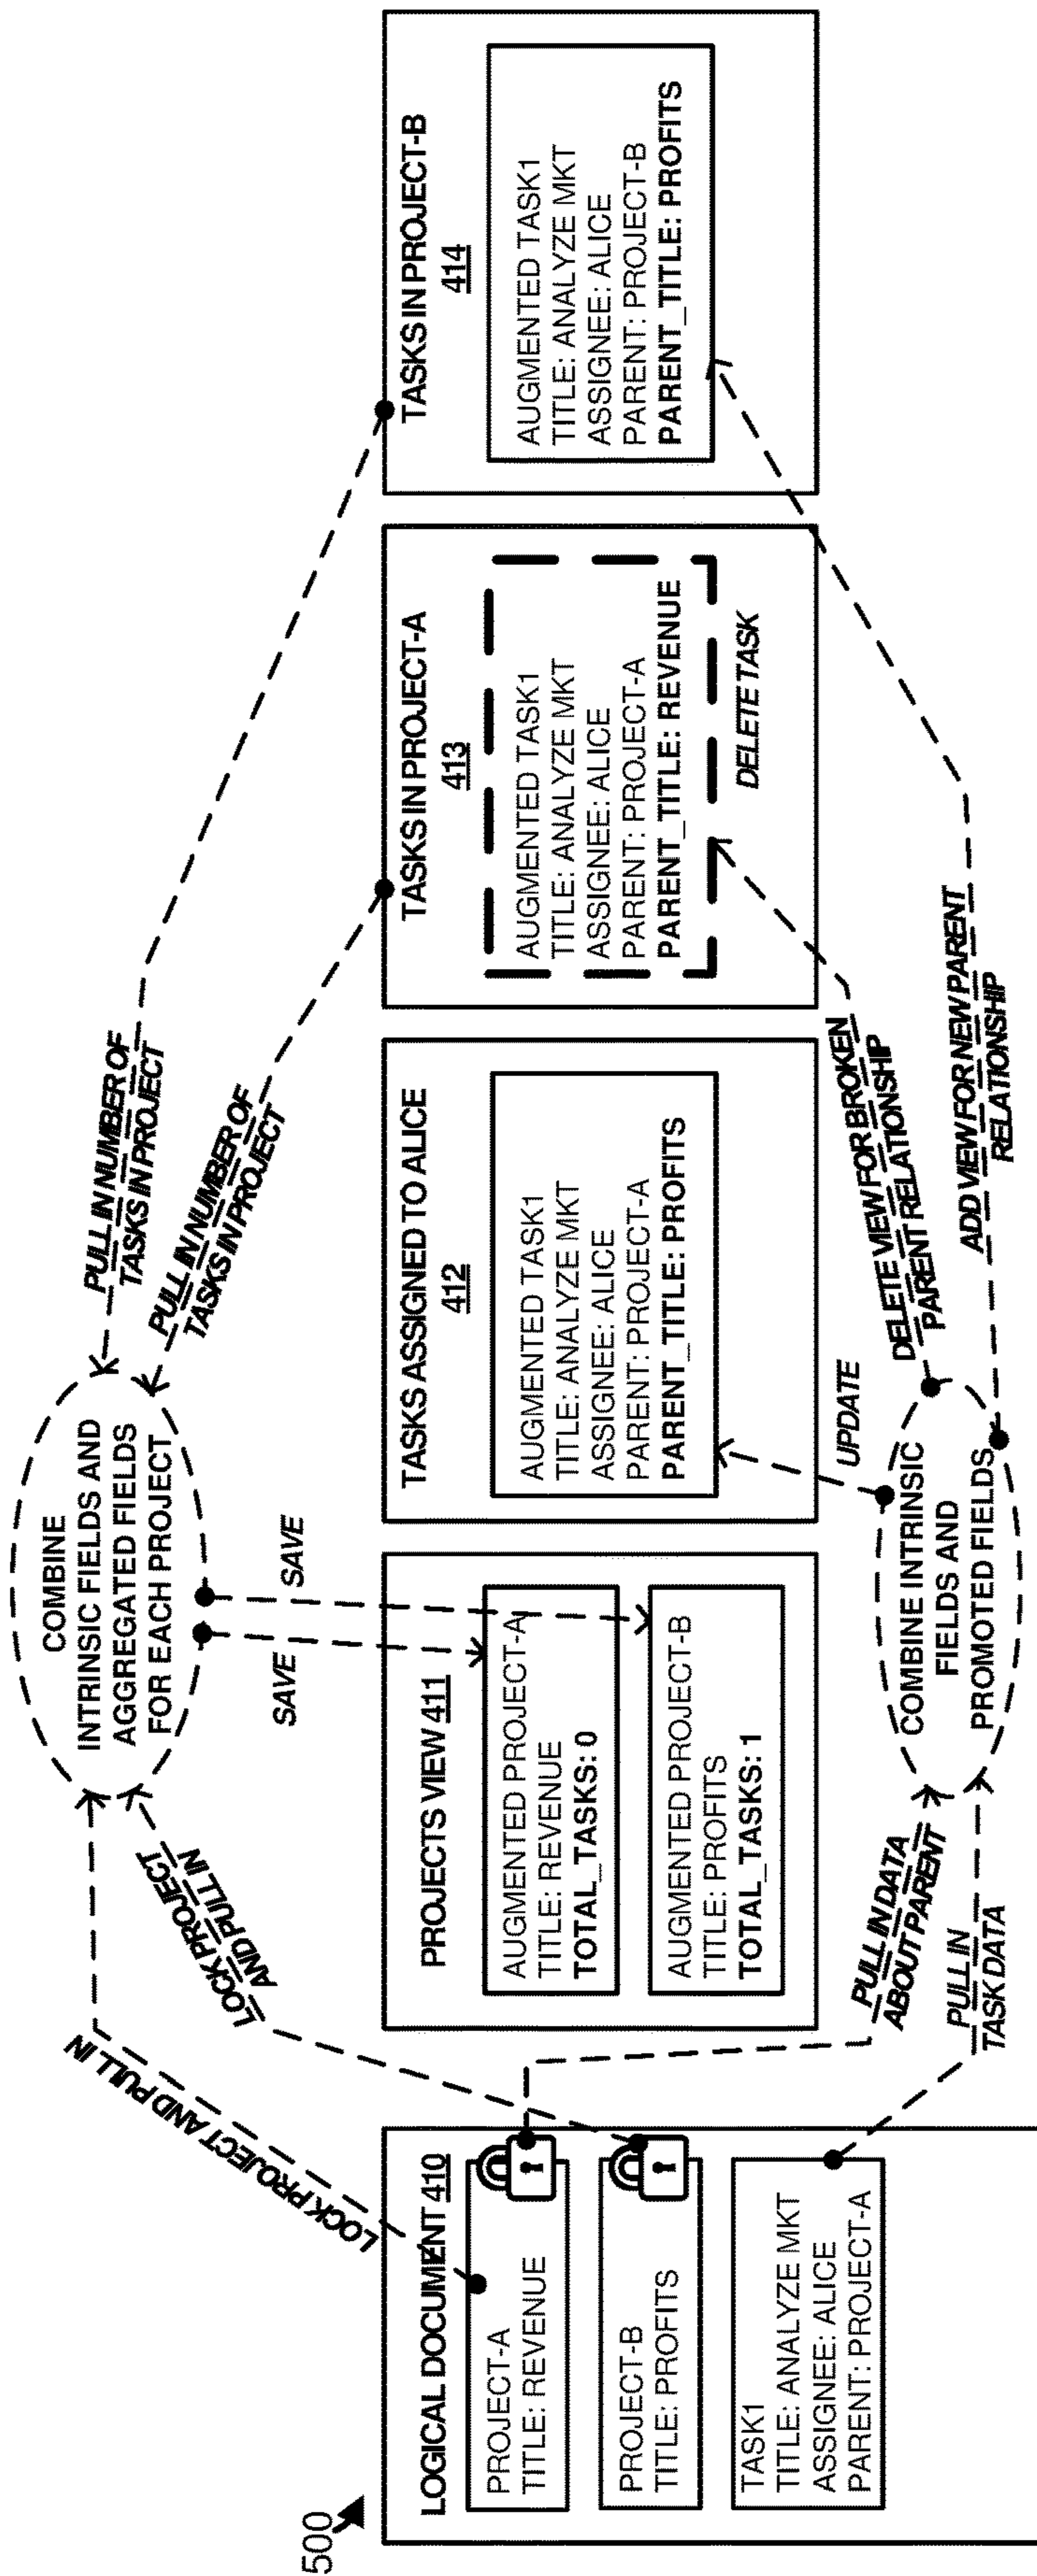 500
COMBINE
INTRINSIC FIELDS AND
AGGREGATED FIELDS
FOR EACH PROJECT
LOCK PROJECT AND PULL IN
LOCK PROJECT
AND PULL IN
SAVE
SAVE
PULL IN NUMBER OF
TASKS IN PROJECT
PULL IN NUMBER OF
TASKS IN PROJECT
LOGICAL DOCUMENT 410
PROJECT-A
TITLE: REVENUE
PROJECT-B
TITLE: PROFITS
TASK1
TITLE: ANALYZE MKT
ASSIGNEE: ALICE
PARENT: PROJECT-A
PROJECTS VIEW 411
AUGMENTED PROJECT-A
TITLE: REVENUE
TOTAL_TASKS: 0
AUGMENTED PROJECT-B
TITLE: PROFITS
TOTAL_TASKS: 1
TASKS ASSIGNED TO ALICE
412
AUGMENTED TASK1
TITLE: ANALYZE MKT
ASSIGNEE: ALICE
PARENT: PROJECT-A
PARENT_TITLE: PROFITS
TASKS IN PROJECT-A
413
AUGMENTED TASK1
TITLE: ANALYZE MKT
ASSIGNEE: ALICE
PARENT: PROJECT-A
PARENT_TITLE: REVENUE
DELETE TASK
TASKS IN PROJECT-B
414
AUGMENTED TASK1
TITLE: ANALYZE MKT
ASSIGNEE: ALICE
PARENT: PROJECT-B
PARENT_TITLE: PROFITS
PULL IN DATA
ABOUT PARENT
PULL IN
TASK DATA
COMBINE INTRINSIC
FIELDS AND
PROMOTED FIELDS
UPDATE
DELETE VIEW FOR BROKEN
PARENT RELATIONSHIP
ADD VIEW FOR NEW PARENT
RELATIONSHIP